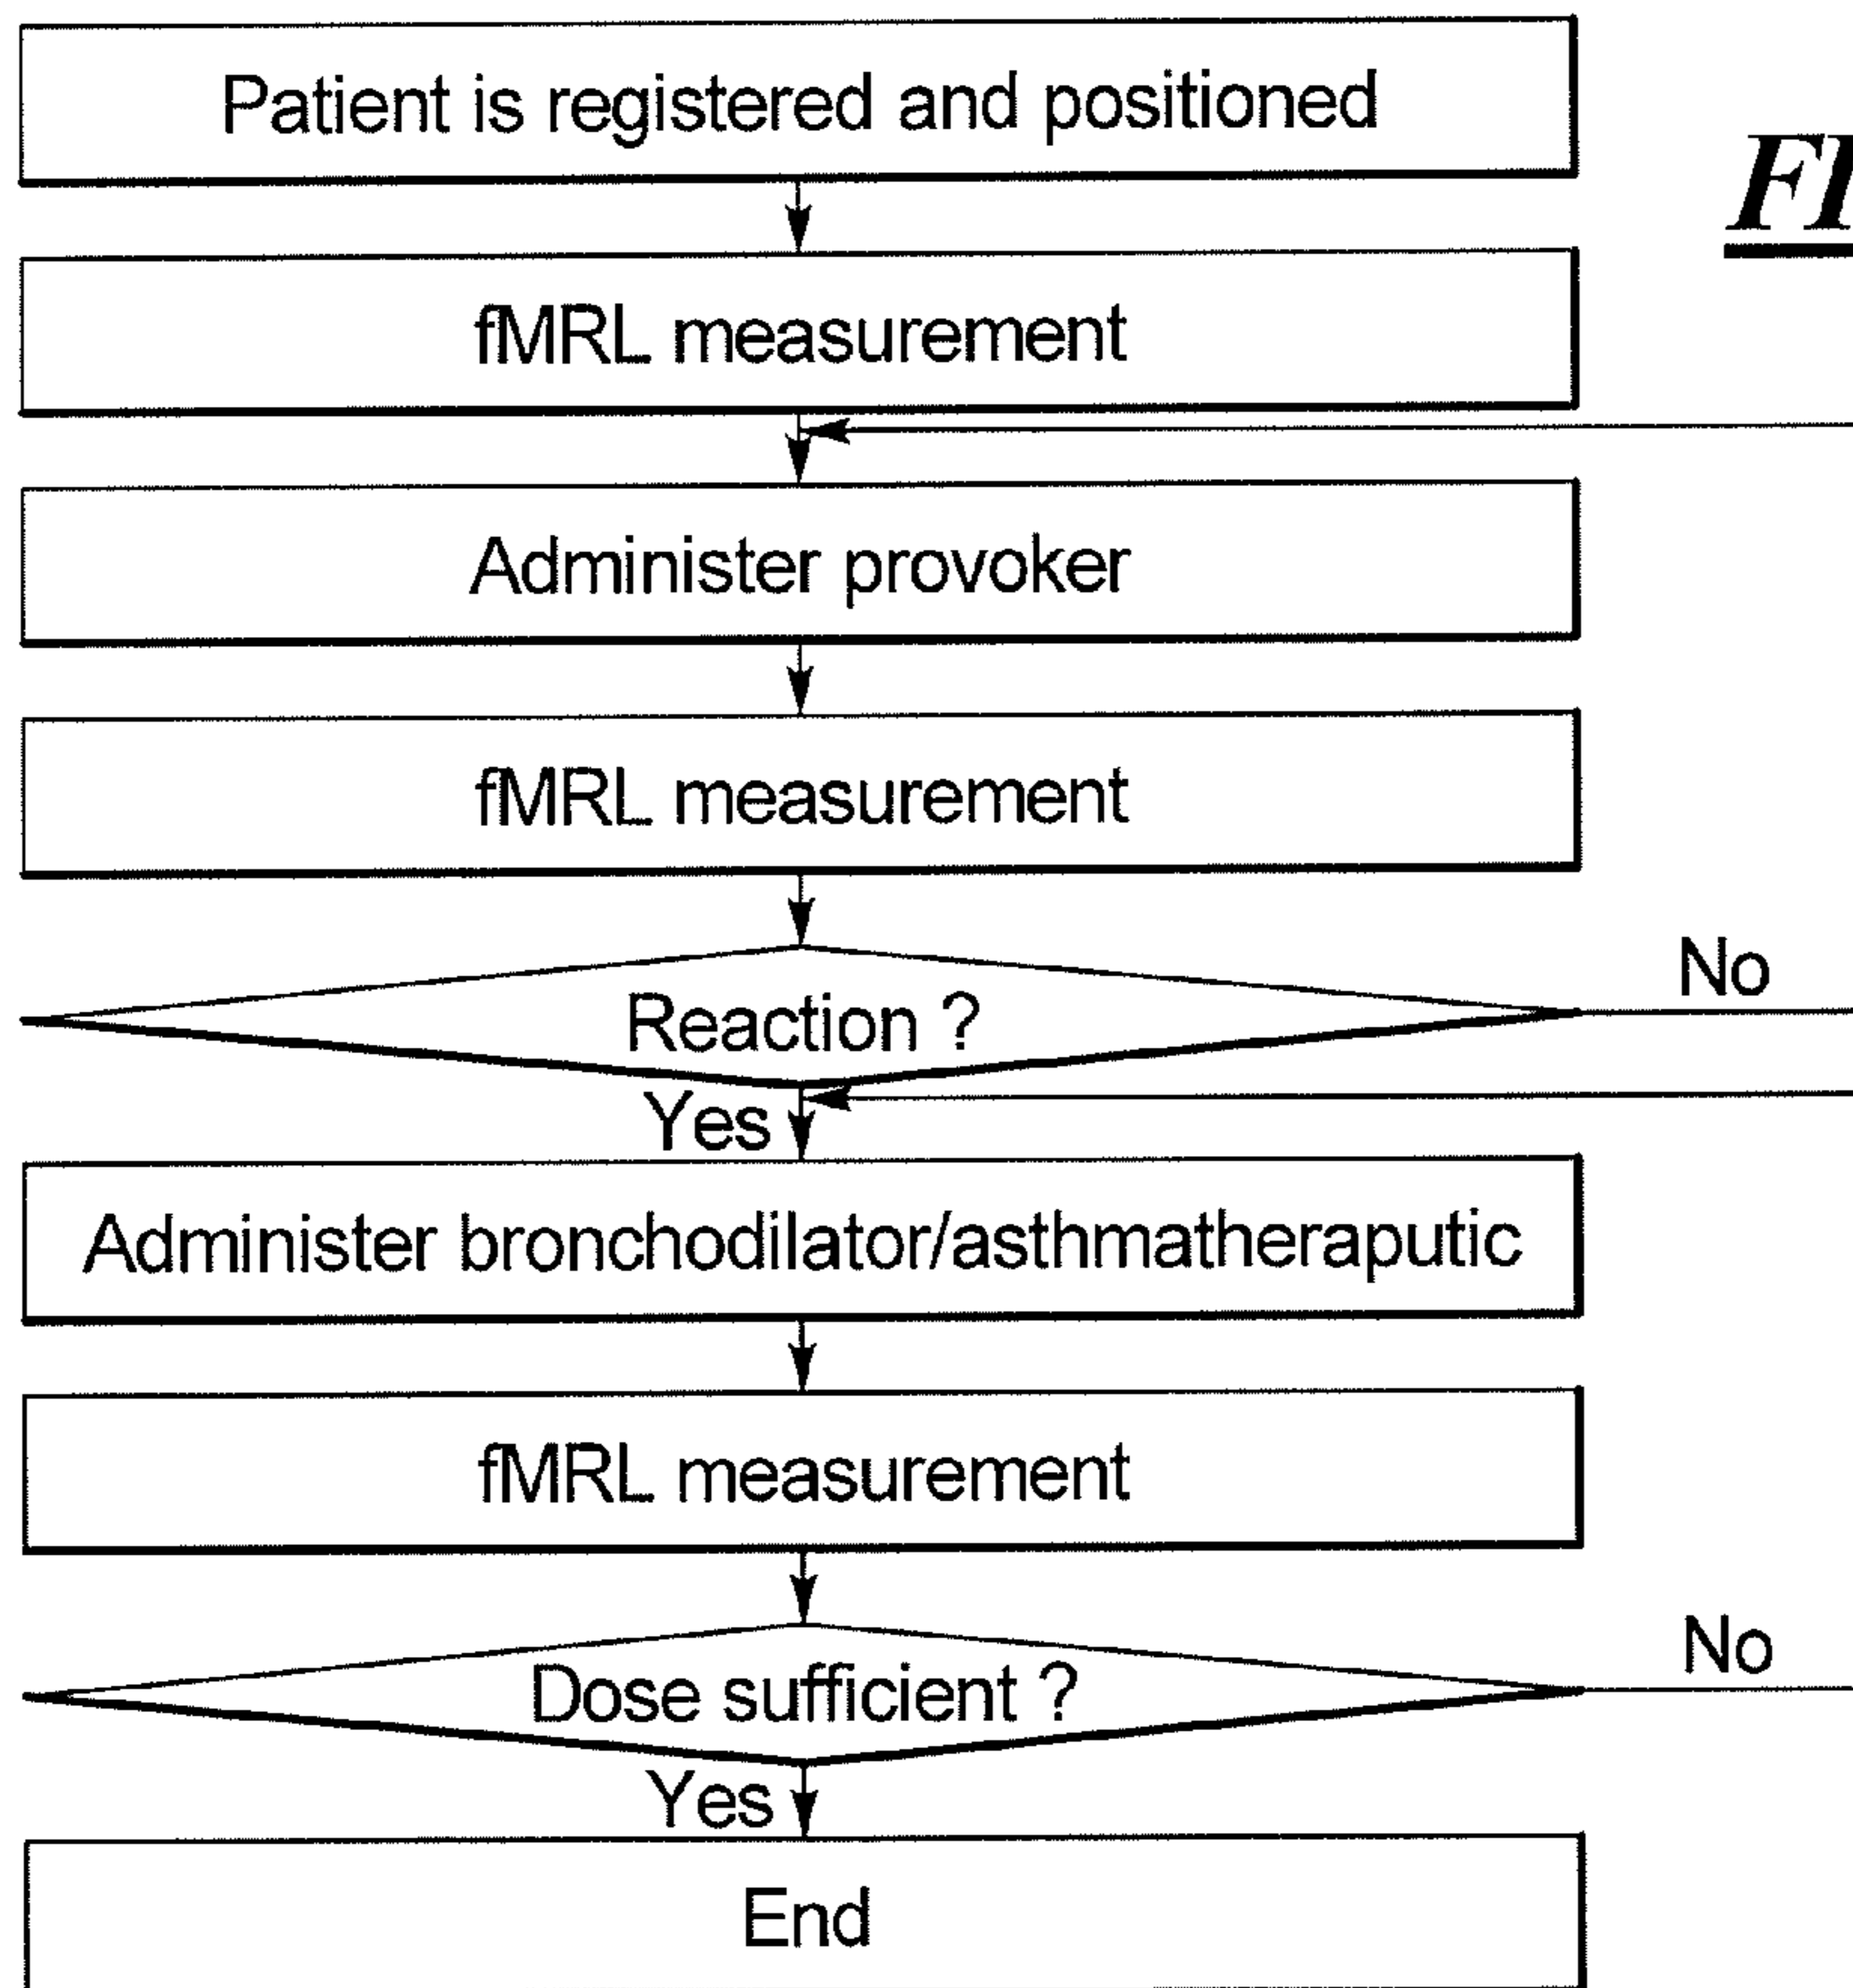 Patient is registered and positioned
fMRL measurement
Administer provoker
fMRL measurement
Reaction ?
No
Yes
Administer bronchodilator/asthmatheraputic
fMRL measurement
Dose sufficient ?
No
Yes
End